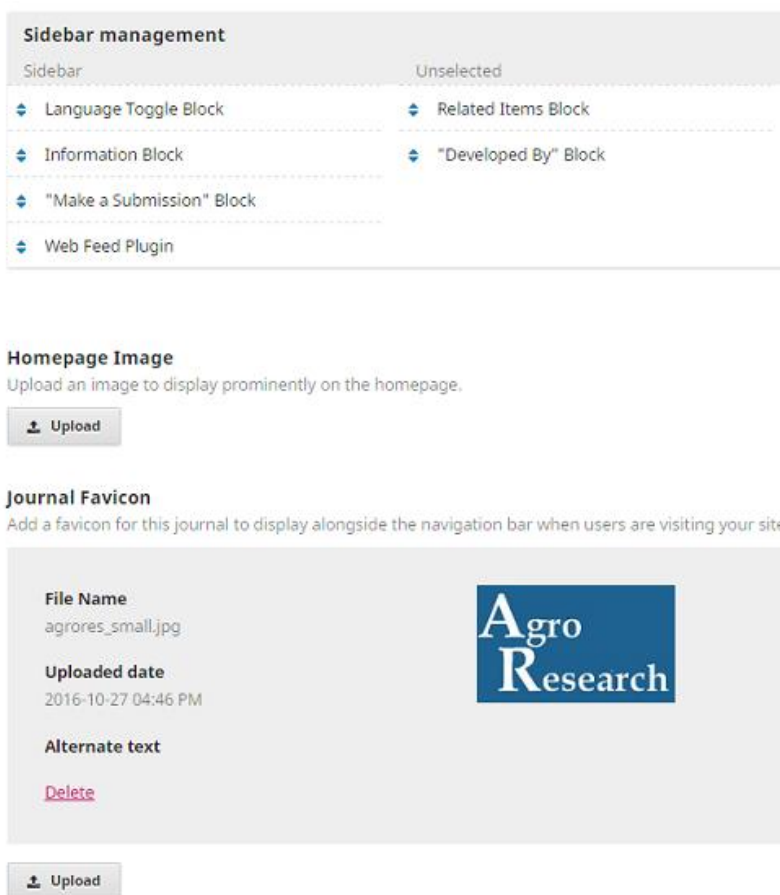 Sidebar management
Sidebar
Unselected
Language Toggle Block
Related Items Block
Information Block
"Developed By" Block
"Make a Submission" Block
Web Feed Plugin
Homepage Image
Upload an image to display prominently on the homepage.
Upload
Journal Favicon
Add a favicon for this journal to display alongside the navigation bar when users are visiting your site
File Name
agrores_small.jpg
Uploaded date
2016-10-27 04:46 PM
Alternate text
Delete
Agro
Research
Upload